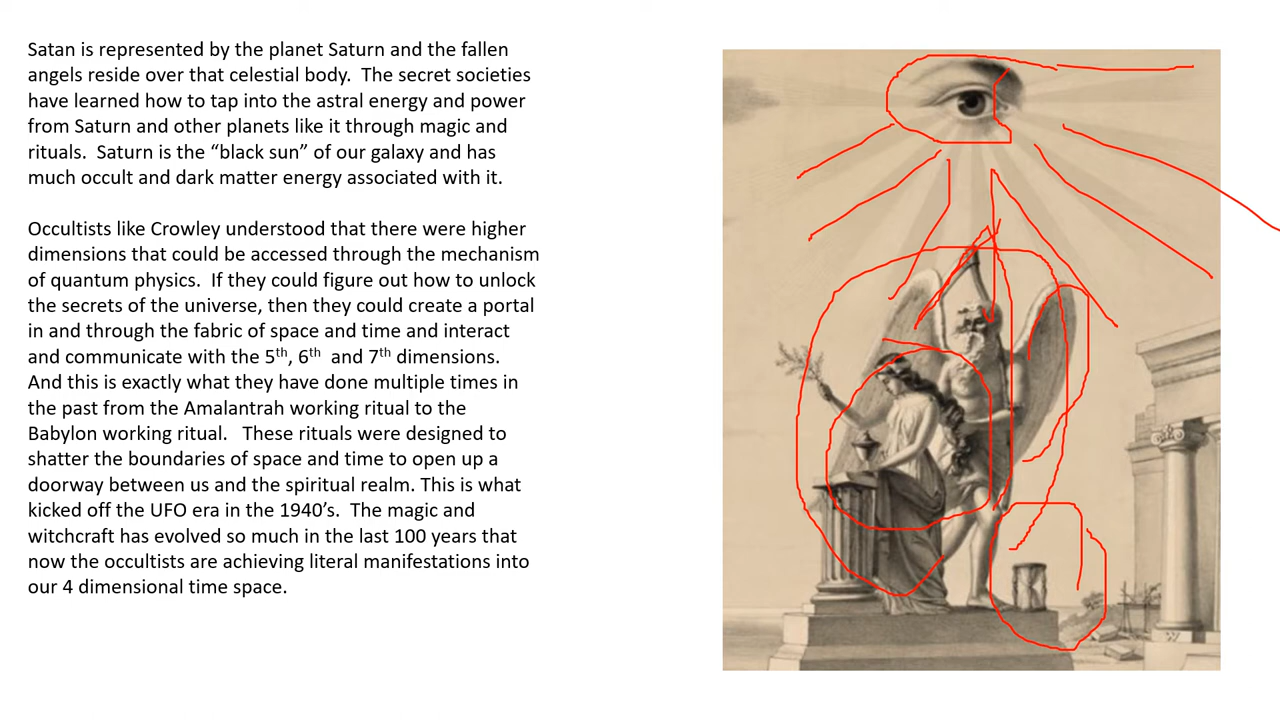 Satan is represented by the planet Saturn and the fallen
angels reside over that celestial body.  The secret societies
have learned how to tap into the astral energy and power
from Saturn and other planets like it through magic and
rituals.  Saturn is the “black sun” of our galaxy and has
much occult and dark matter energy associated with it.
Occultists like Crowley understood that there were higher
dimensions that could be accessed through the mechanism
of quantum physics.  If they could figure out how to unlock
the secrets of the universe, then they could create a portal
in and through the fabric of space and time and interact
and communicate with the 5th, 6th  and 7th dimensions.
And this is exactly what they have done multiple times in
the past from the Amalantrah working ritual to the
Babylon working ritual.   These rituals were designed to
shatter the boundaries of space and time to open up a
doorway between us and the spiritual realm. This is what
kicked off the UFO era in the 1940’s.  The magic and
witchcraft has evolved so much in the last 100 years that
now the occultists are achieving literal manifestations into
our 4 dimensional time space.